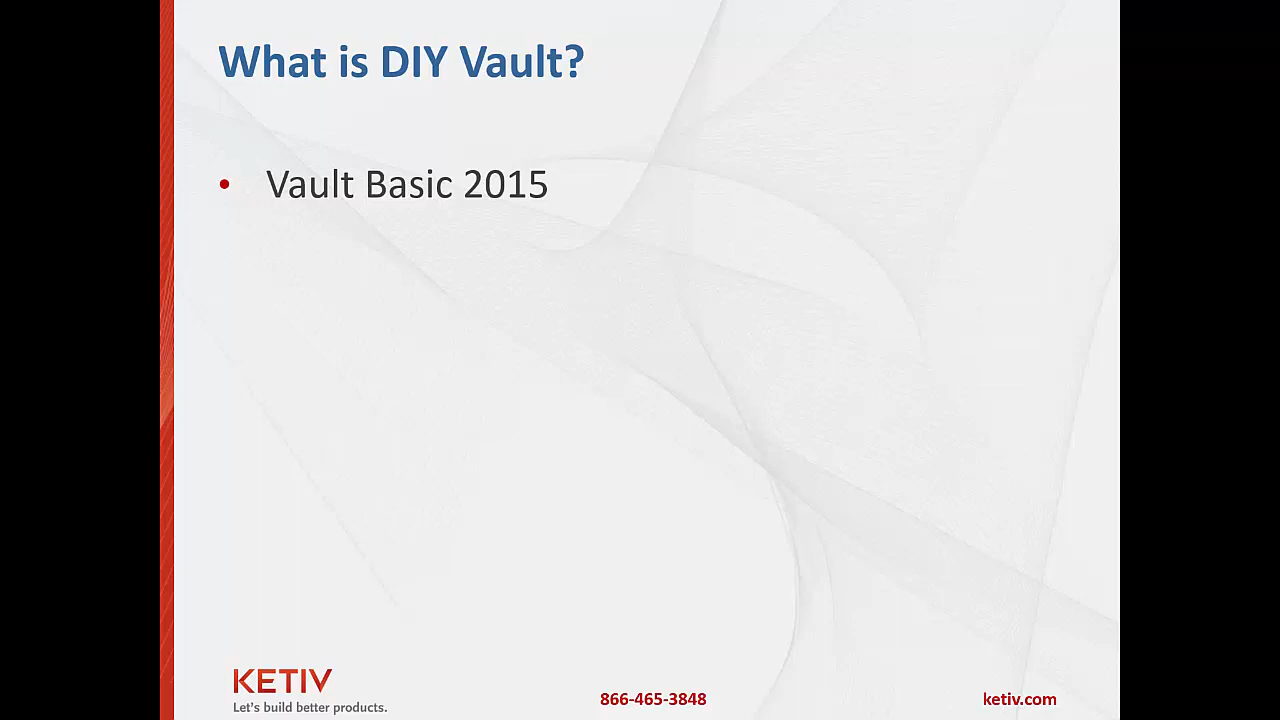 What is DIY Vault?
• Vault Basic 2015
KETIV
Let's build better products.
866-465-3848
ketiv.com